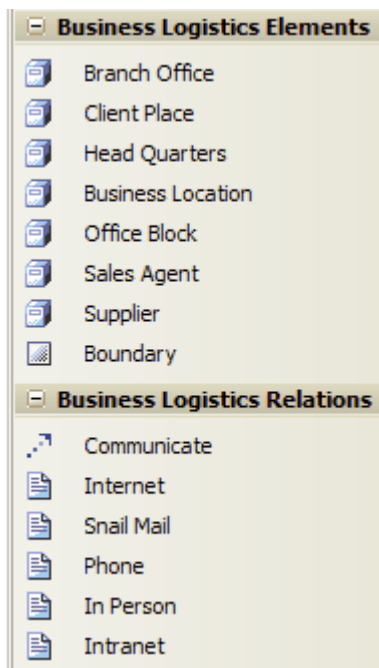 Business Logistics Elements
Branch Office
Client Place
Head Quarters
Business Location
Office Block
Sales Agent
Supplier
Boundary
Business Logistics Relations
Communicate
Internet
Snail Mail
Phone
In Person
Intranet